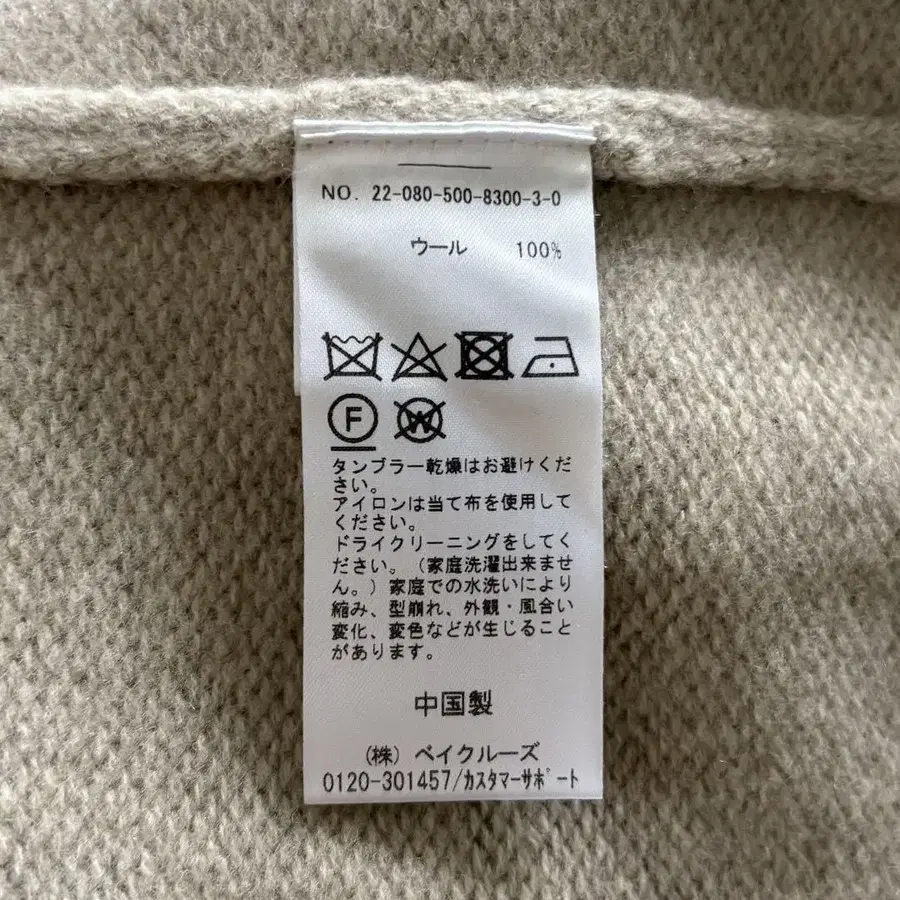 NO. 22-080-500-8300-3-0
ウール 100%
F
W
タンブラー乾燥はお避けくだ
さい。
アイロンは当て布を使用して
ください。
ドライクリーニングをしてく
ださい。（家庭洗濯出来ませ
ん。）家庭での水洗いにより
縮み、型崩れ、外観・風合い
変化、変色などが生じること
があります。
中国製
（株） ベイクルーズ
0120-301457/ｶｽﾀﾏｰｻﾎﾟｰﾄ